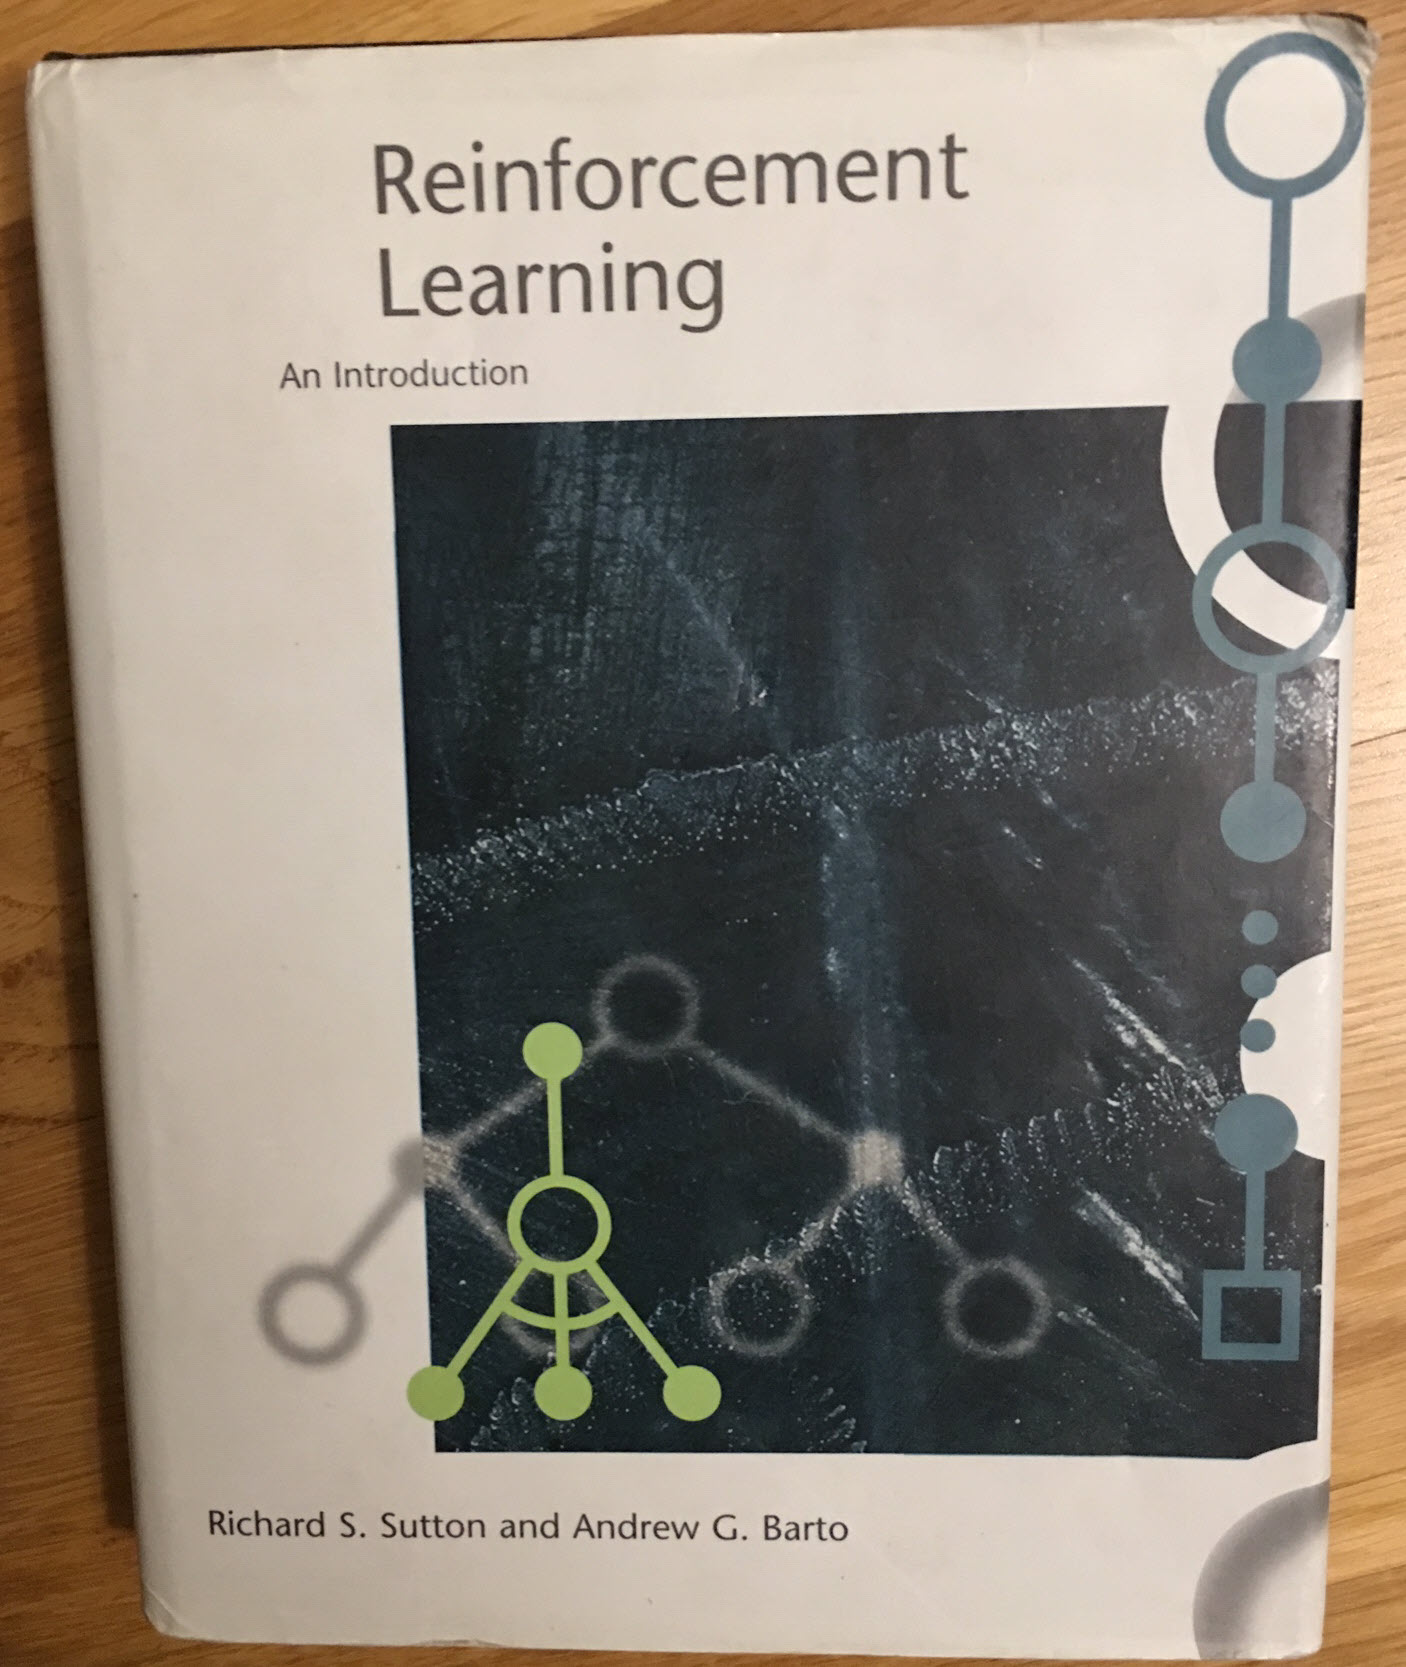 Reinforcement
Learning
An Introduction
Richard S. Sutton and Andrew G. Barto